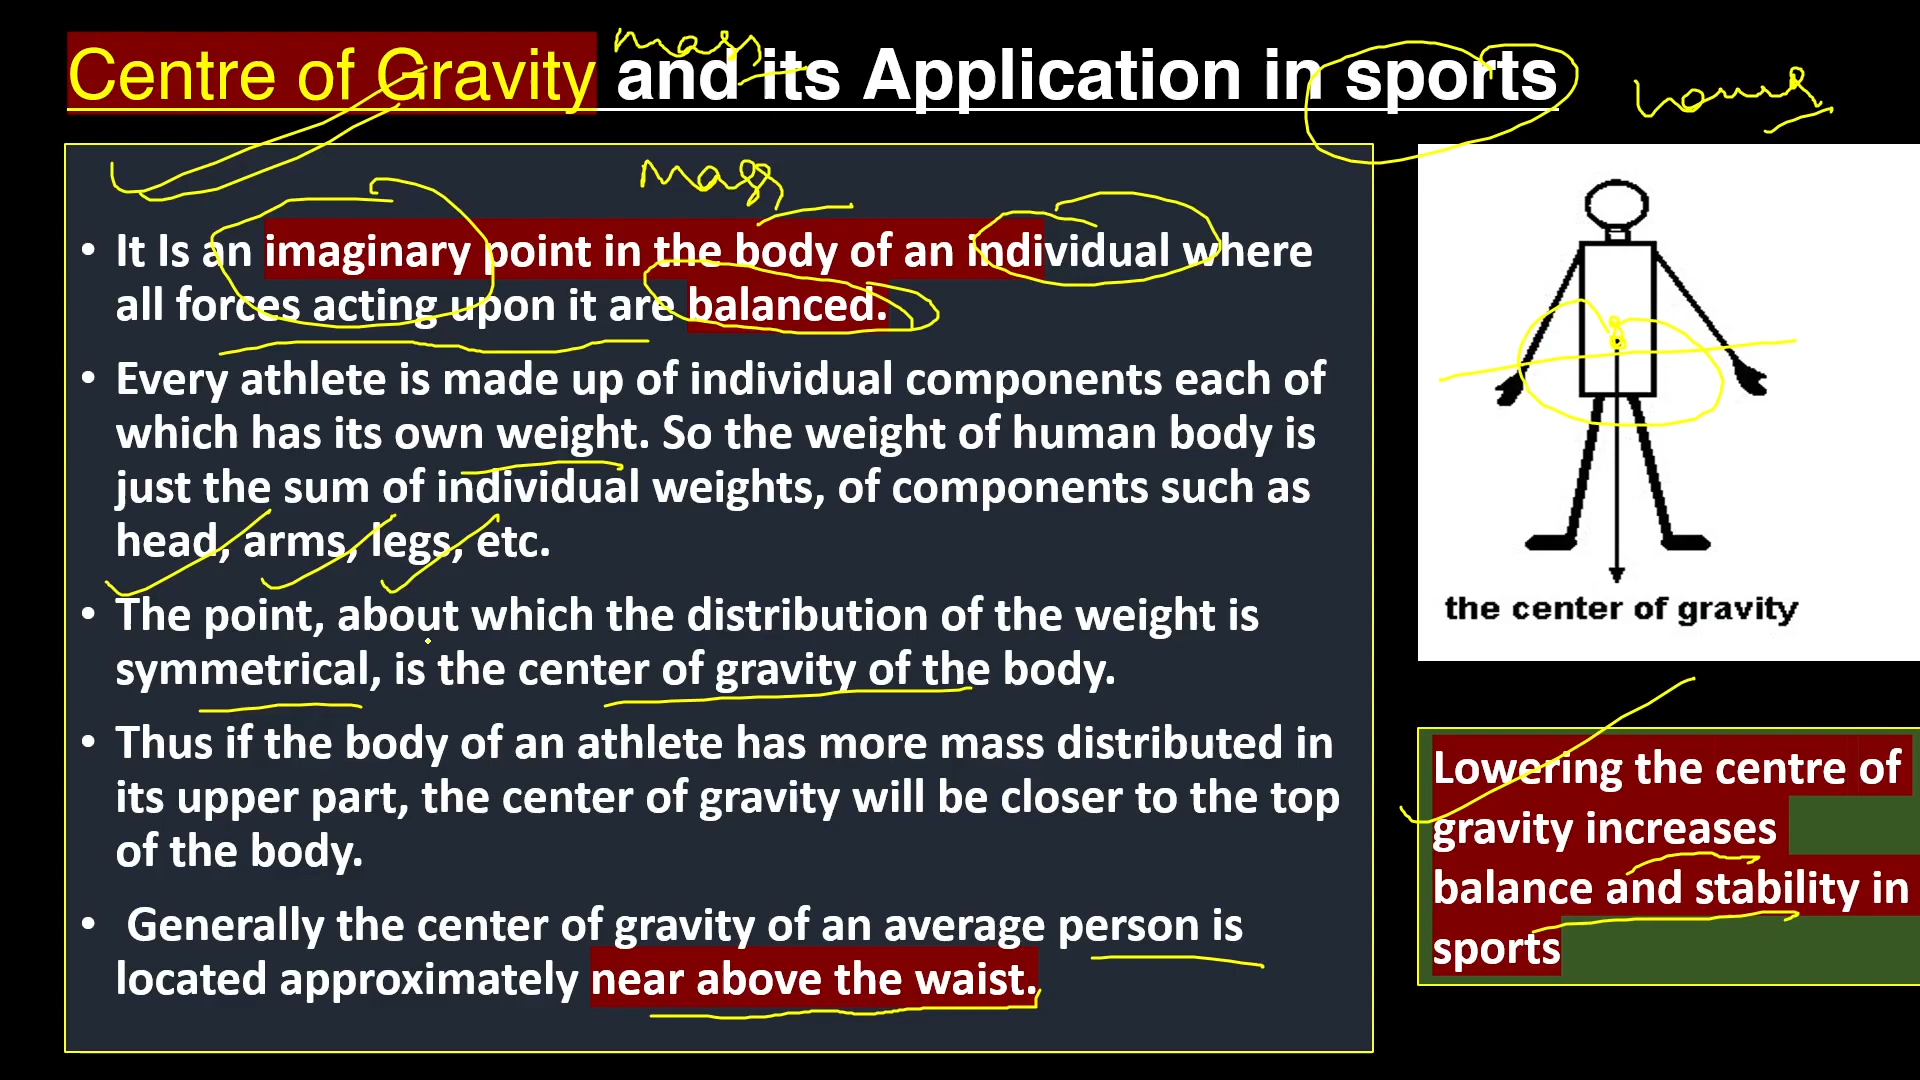 mass
Centre of Gravity and its Application in sports
mass
• It Is an imaginary point in the body of an individual where
all forces acting upon it are balanced.
• Every athlete is made up of individual components each of
which has its own weight. So the weight of human body is
just the sum of individual weights, of components such as
head, arms, legs, etc.
• The point, about which the distribution of the weight is
symmetrical, is the center of gravity of the body.
• Thus if the body of an athlete has more mass distributed in
its upper part, the center of gravity will be closer to the top
of the body.
• Generally the center of gravity of an average person is
located approximately near above the waist.
the center of gravity
Lowering the centre of
gravity increases
balance and stability in
sports